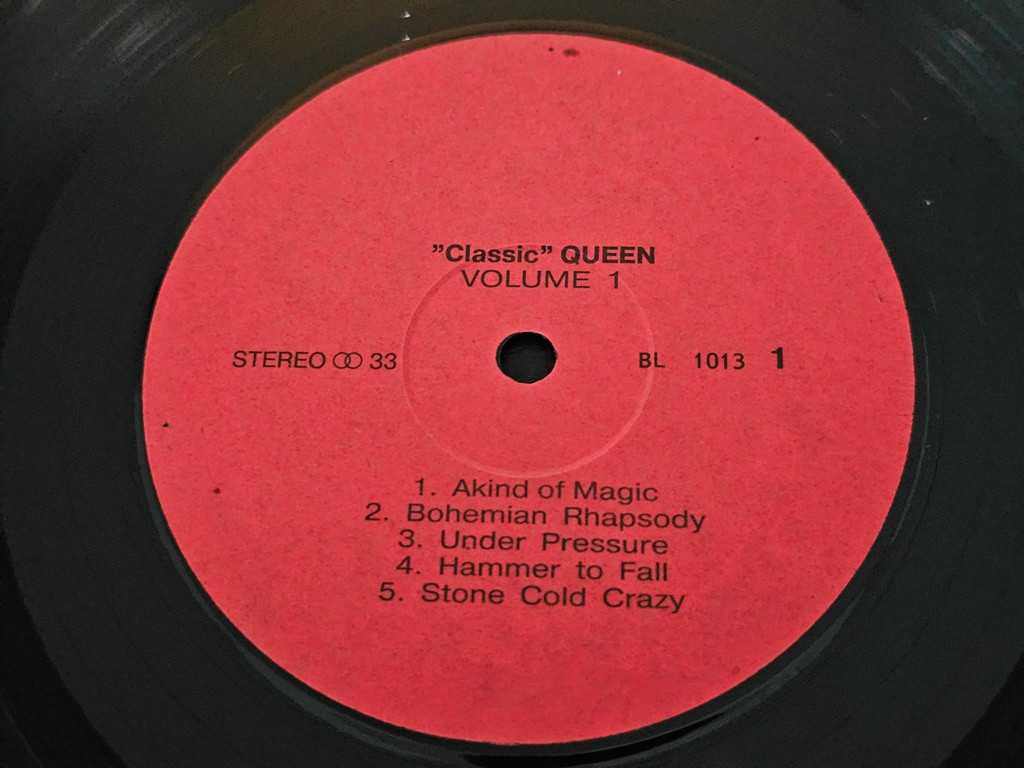 ”Classic” QUEEN
VOLUME 1
STEREO 33 BL 1013 1
1. Akind of Magic
2. Bohemian Rhapsody
3. Under Pressure
4. Hammer to Fall
5. Stone Cold Crazy